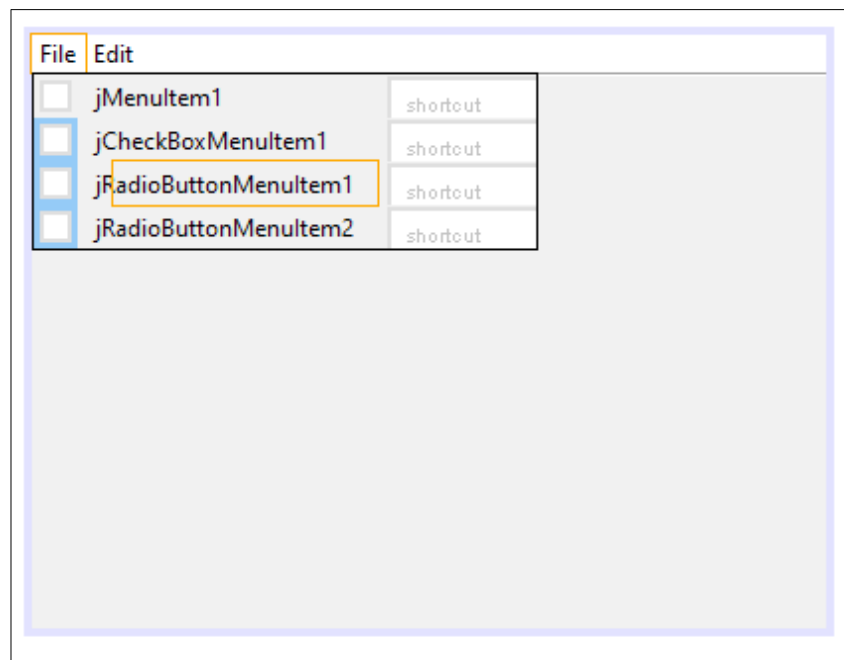 File Edit
jMenuItem1 shortcut
jCheckBoxMenuItem1 shortcut
jRadioButtonMenuItem1 shortcut
jRadioButtonMenuItem2 shortcut